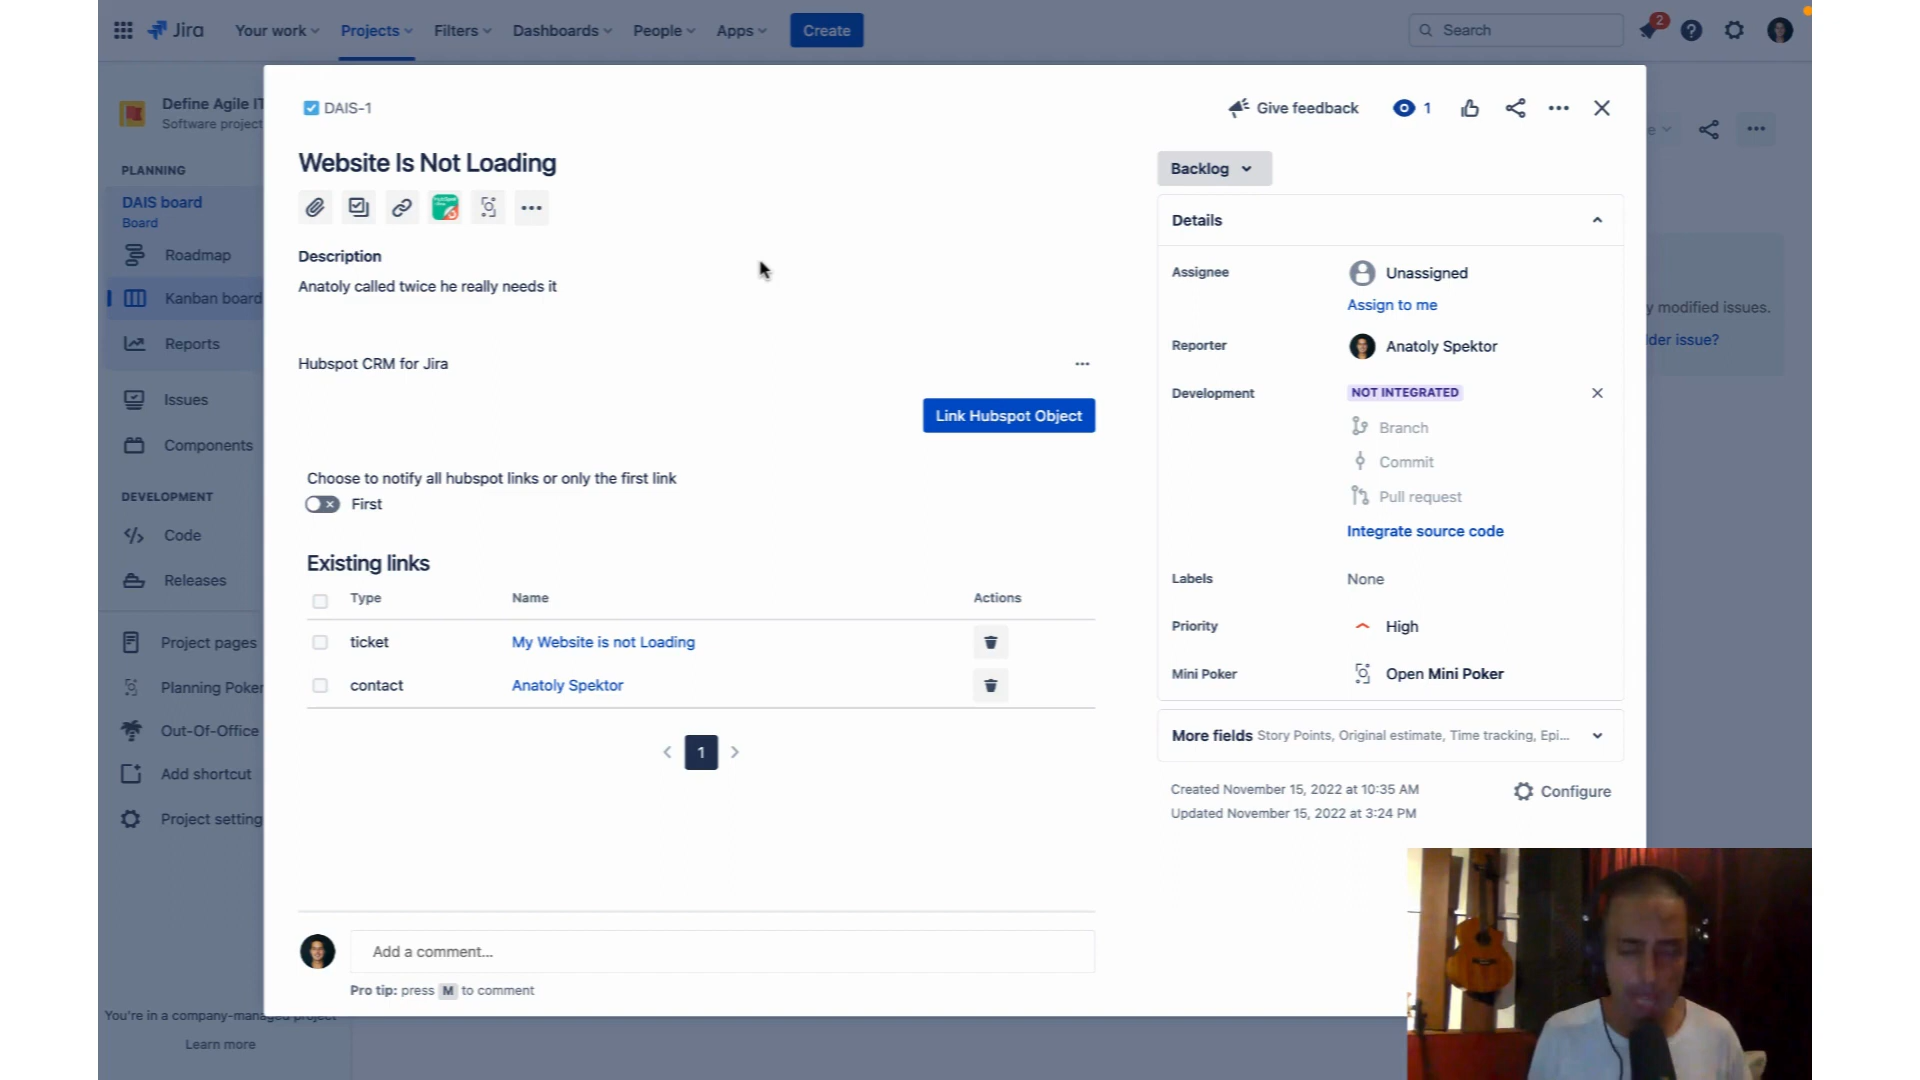 Jira
Your work
Projects
Filters
Dashboards
People
Apps
Create
Search
2
Define Agile IT
Software project
PLANNING
DAIS board
Board
Roadmap
Kanban board
Reports
Issues
Components
DEVELOPMENT
Code
Releases
Project pages
Planning Poker
Out-Of-Office
Add shortcut
Project setting
You're in a company-managed project
Learn more
DAIS-1
Give feedback
1
Website Is Not Loading
Description
Anatoly called twice he really needs it
Hubspot CRM for Jira
Link Hubspot Object
Choose to notify all hubspot links or only the first link
First
Existing links
Type Name Actions
ticket My Website is not Loading
contact Anatoly Spektor
1
Add a comment...
Pro tip: press M to comment
Backlog
Details
Assignee Unassigned
Assign to me
Reporter Anatoly Spektor
Development NOT INTEGRATED
Branch
Commit
Pull request
Integrate source code
Labels None
Priority High
Mini Poker Open Mini Poker
More fields Story Points, Original estimate, Time tracking, Epi...
Created November 15, 2022 at 10:35 AM
Updated November 15, 2022 at 3:24 PM
Configure
e
y modified issues.
lder issue?